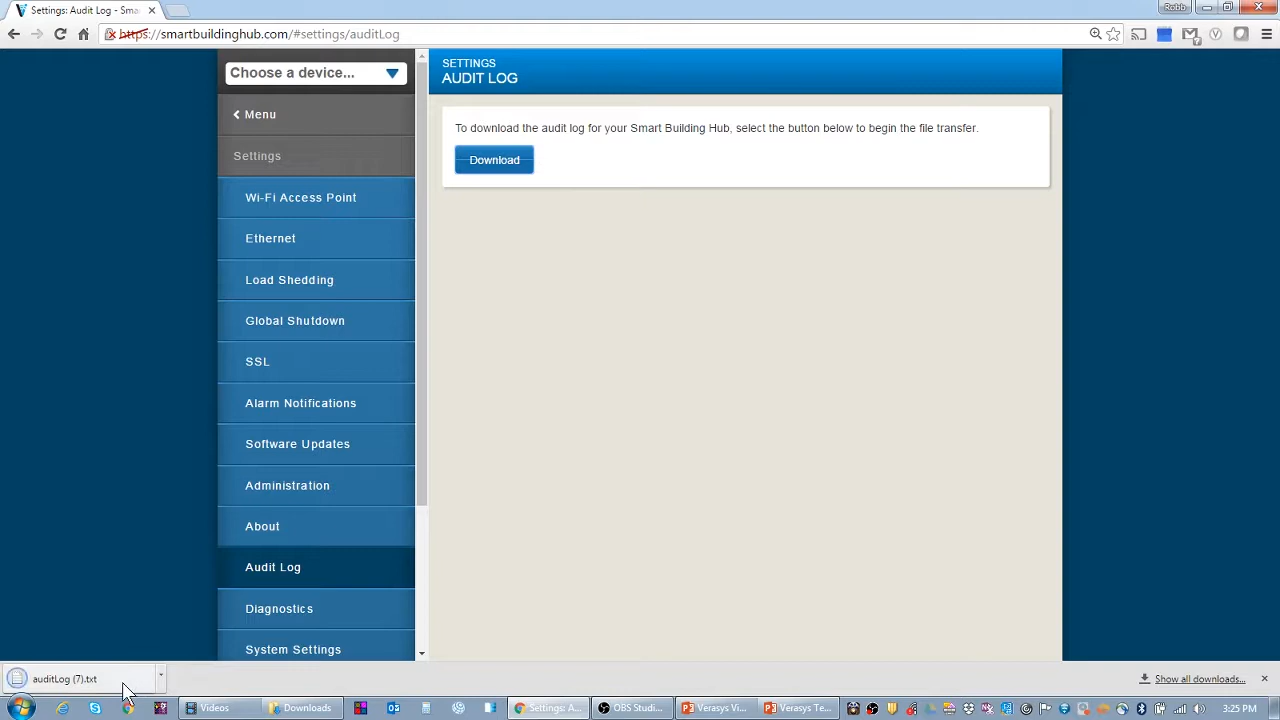 Settings: Audit Log - Sma
Robb
https://smartbuildinghub.com/#settings/auditLog
Choose a device...
SETTINGS
AUDIT LOG
Menu
To download the audit log for your Smart Building Hub, select the button below to begin the file transfer.
Download
Settings
Wi-Fi Access Point
Ethernet
Load Shedding
Global Shutdown
SSL
Alarm Notifications
Software Updates
Administration
About
Audit Log
Diagnostics
System Settings
auditLog (7).txt
Show all downloads...
Videos
Downloads
Settings: A...
OBS Studi...
Verasys Vi...
Verasys Te...
3:25 PM